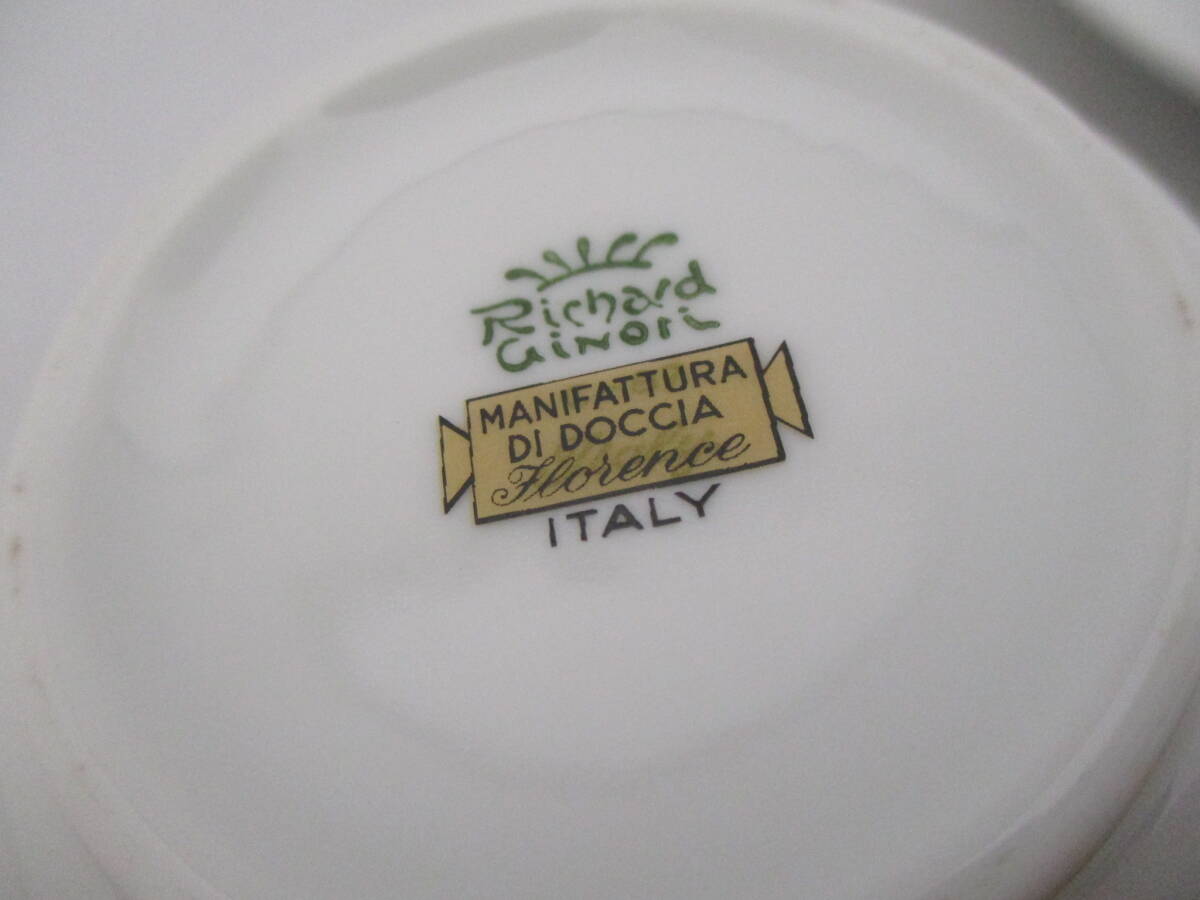 Richard
Ginori
MANIFATTURA
DI DOCCIA
Florence
ITALY